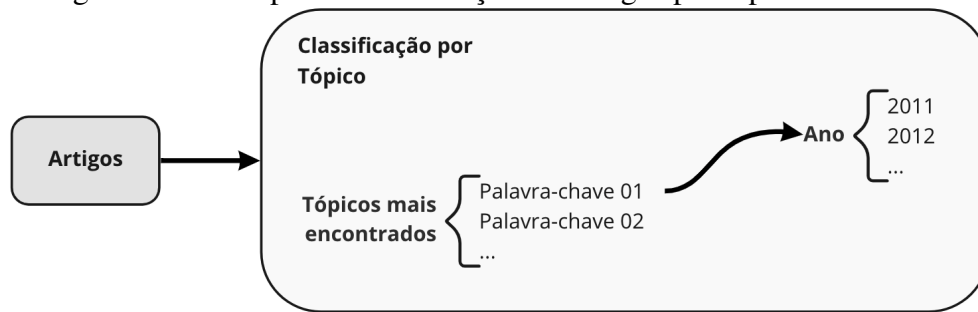 Classificação por
Tópico
Artigos
Tópicos mais
encontrados
Palavra-chave 01
Palavra-chave 02
...
Ano
2011
2012
...